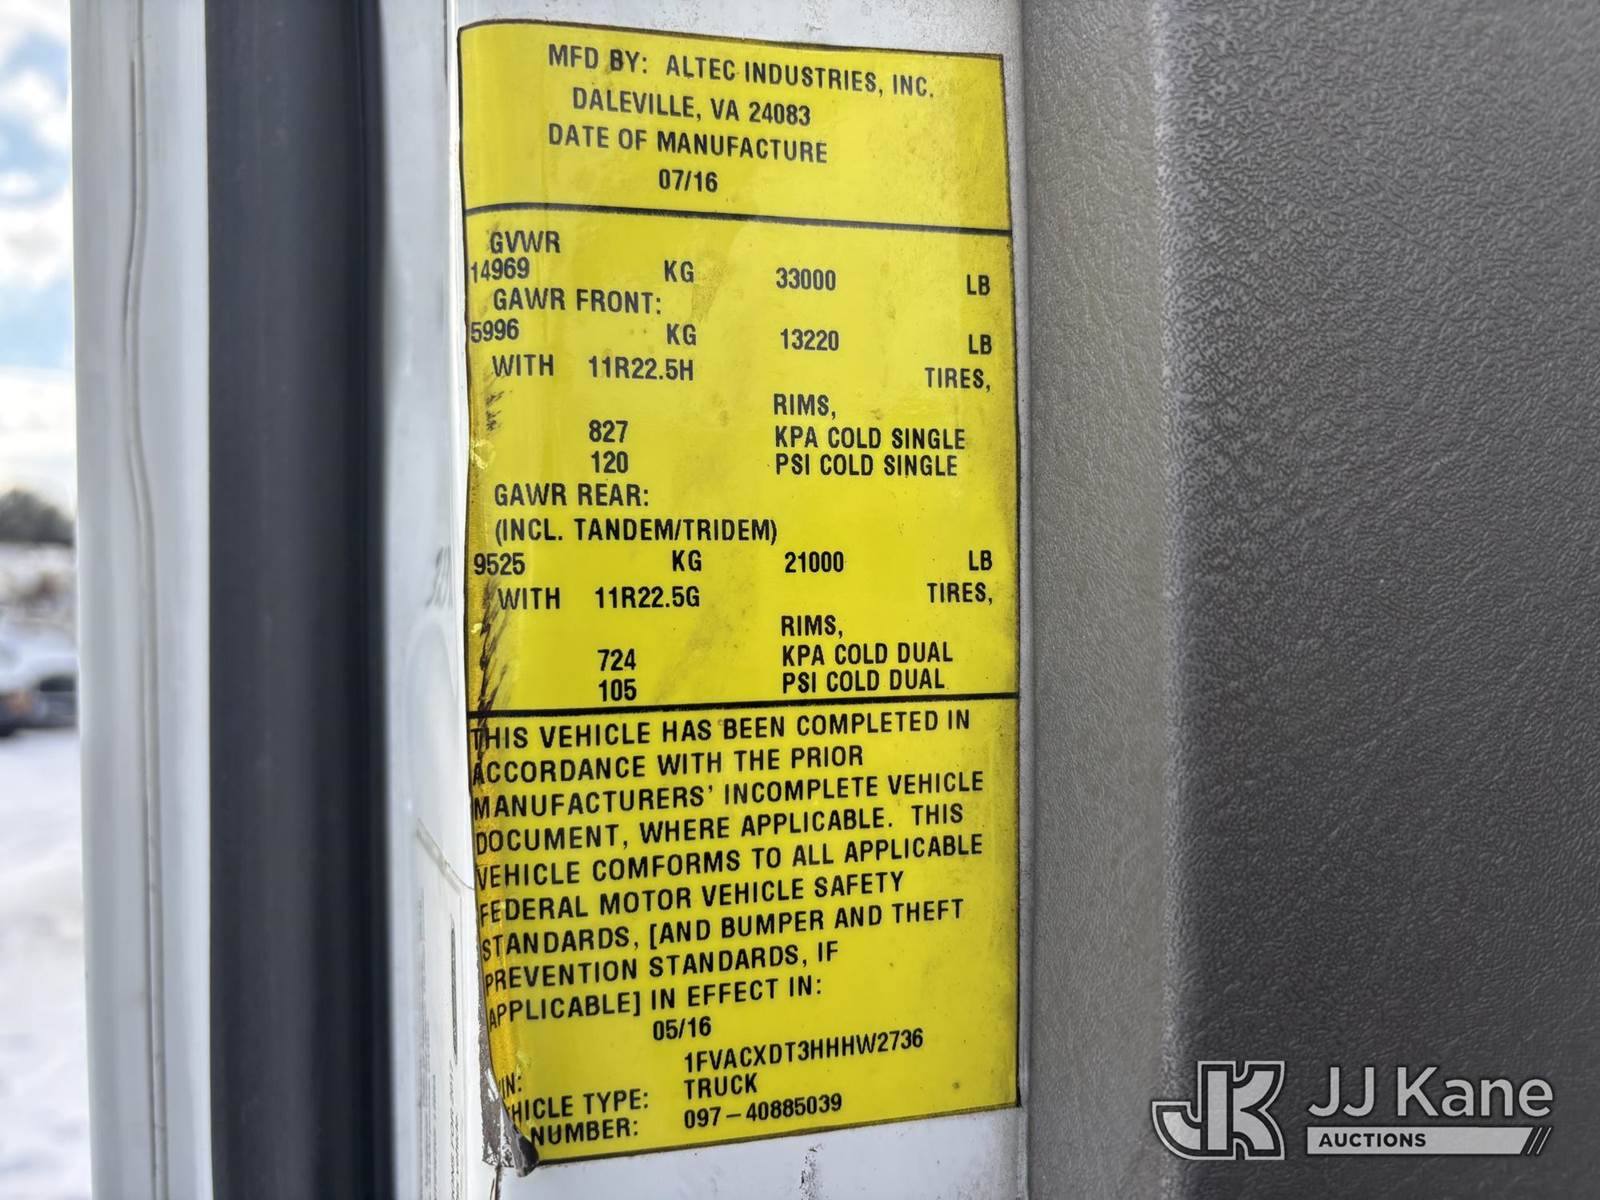 MFD BY: ALTEC INDUSTRIES, INC.
DALEVILLE, VA 24083
DATE OF MANUFACTURE
07/16
GVWR
14969 KG 33000 LB
GAWR FRONT:
5996 KG 13220 LB
WITH 11R22.5H TIRES,
RIMS,
827 KPA COLD SINGLE
120 PSI COLD SINGLE
GAWR REAR:
(INCL. TANDEM/TRIDEM)
9525 KG 21000 LB
WITH 11R22.5G TIRES,
RIMS,
724 KPA COLD DUAL
105 PSI COLD DUAL
THIS VEHICLE HAS BEEN COMPLETED IN
ACCORDANCE WITH THE PRIOR
MANUFACTURERS' INCOMPLETE VEHICLE
DOCUMENT, WHERE APPLICABLE. THIS
VEHICLE COMFORMS TO ALL APPLICABLE
FEDERAL MOTOR VEHICLE SAFETY
STANDARDS, [AND BUMPER AND THEFT
PREVENTION STANDARDS, IF
APPLICABLE] IN EFFECT IN:
05/16
IN: 1FVACXDT3HHHW2736
HICLE TYPE: TRUCK
NUMBER: 097-40885039
JK JJ Kane
AUCTIONS